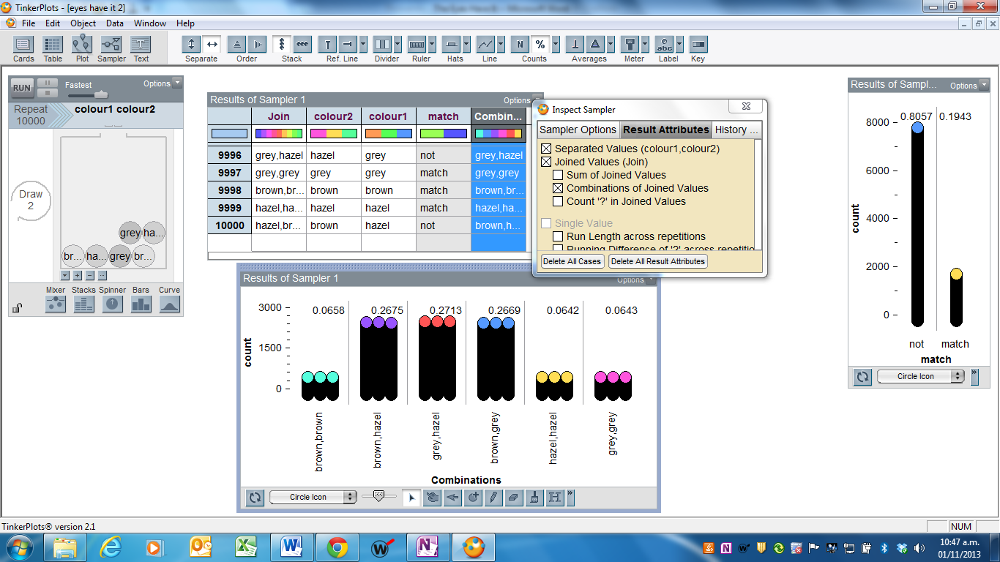 TinkerPlots - [eyes have it 2]
File Edit Object Data Window Help
Cards Table Plot Sampler Text Separate Order Stack Ref. Line Divider Ruler Hats Line Counts Averages Meter Label Key
N % abc
RUN Fastest Options
Repeat 10000 colour1 colour2
Draw 2
grey ha...
br... ha... grey br...
Mixer Stacks Spinner Bars Curve
Results of Sampler 1 Options
Join colour2 colour1 match Combin...
9996 grey,hazel hazel grey not grey,hazel
9997 grey,grey grey grey match grey,grey
9998 brown,br... brown brown match brown,br...
9999 hazel,ha... hazel hazel match hazel,ha...
10000 hazel,br... brown hazel not brown,h...
Inspect Sampler
Sampler Options Result Attributes History ...
Separated Values (colour1,colour2)
Joined Values (Join)
Sum of Joined Values
Combinations of Joined Values
Count '?' in Joined Values
Single Value
Run Length across repetitions
Running Difference of '?' across repetitio
Delete All Cases Delete All Result Attributes
Results of Sampler 1 Options
3000 0.0658 0.2675 0.2713 0.2669 0.0642 0.0643
1500
0
count
brown,brown brown,hazel grey,hazel brown,grey hazel,hazel grey,grey
Combinations
Circle Icon
Results of Sampl... Options
0.8057 0.1943
8000
6000
4000
2000
0
count
not match
match
Circle Icon
TinkerPlots® version 2.1 NUM
10:47 a.m.
01/11/2013